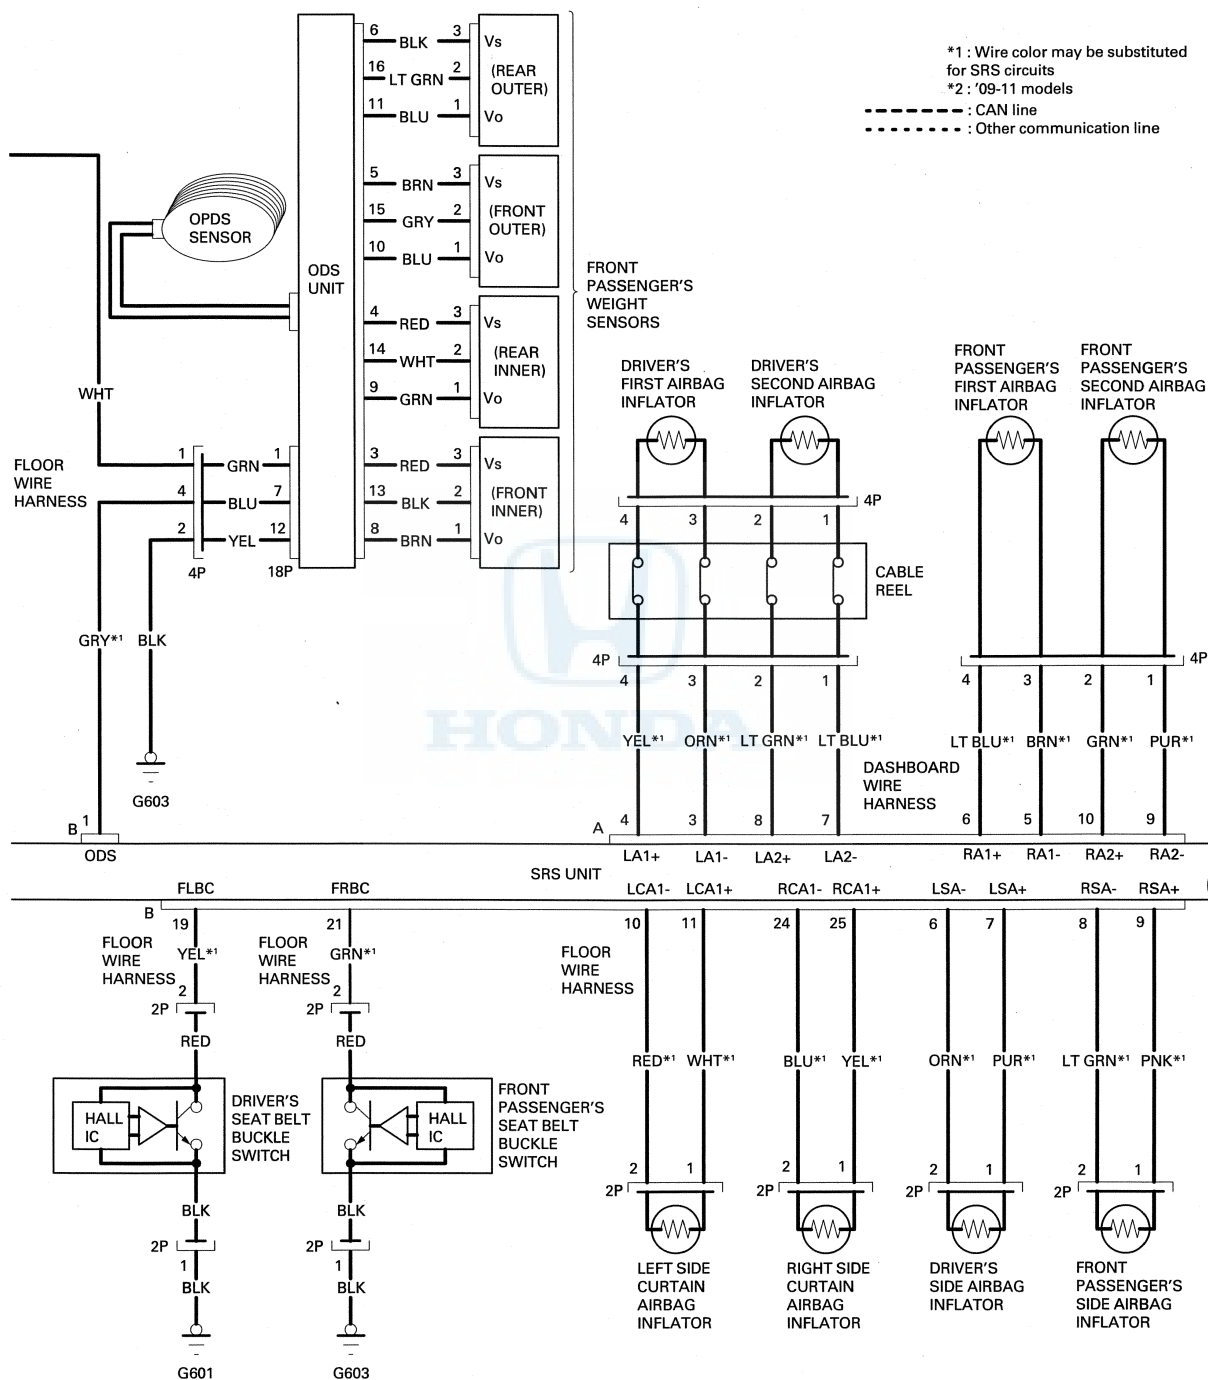 *1 : Wire color may be substituted
for SRS circuits
*2 : '09-11 models
: CAN line
: Other communication line
6 BLK 3 Vs
16 LT GRN 2 (REAR
OUTER)
11 BLU 1 Vo
5 BRN 3 Vs
15 GRY 2 (FRONT
OUTER)
10 BLU 1 Vo
4 RED 3 Vs
14 WHT 2 (REAR
INNER)
9 GRN 1 Vo
3 RED 3 Vs
13 BLK 2 (FRONT
INNER)
8 BRN 1 Vo
OPDS
SENSOR
ODS
UNIT
FRONT
PASSENGER'S
WEIGHT
SENSORS
WHT
FLOOR
WIRE
HARNESS
1 GRN 1
4 BLU 7
2 YEL 12
4P 18P
GRY*1 BLK
G603
B 1
ODS
DRIVER'S
FIRST AIRBAG
INFLATOR
DRIVER'S
SECOND AIRBAG
INFLATOR
FRONT
PASSENGER'S
FIRST AIRBAG
INFLATOR
FRONT
PASSENGER'S
SECOND AIRBAG
INFLATOR
4P
4 3 2 1
CABLE
REEL
4P 4P
4 3 2 1 4 3 2 1
HONDA
YEL*1 ORN*1 LT GRN*1 LT BLU*1 LT BLU*1 BRN*1 GRN*1 PUR*1
DASHBOARD
WIRE
HARNESS
A 4 3 8 7 6 5 10 9
LA1+ LA1- LA2+ LA2- RA1+ RA1- RA2+ RA2-
SRS UNIT
FLBC FRBC LCA1- LCA1+ RCA1- RCA1+ LSA- LSA+ RSA- RSA+
B 19 21 10 11 24 25 6 7 8 9
FLOOR
WIRE
HARNESS
YEL*1
FLOOR
WIRE
HARNESS
GRN*1
FLOOR
WIRE
HARNESS
2 2
2P 2P
RED RED
RED*1 WHT*1 BLU*1 YEL*1 ORN*1 PUR*1 LT GRN*1 PNK*1
HALL
IC
DRIVER'S
SEAT BELT
BUCKLE
SWITCH
HALL
IC
FRONT
PASSENGER'S
SEAT BELT
BUCKLE
SWITCH
2 1 2 1 2 1 2 1
2P 2P 2P 2P
BLK BLK
2P 2P
1 1
BLK BLK
G601 G603
LEFT SIDE
CURTAIN
AIRBAG
INFLATOR
RIGHT SIDE
CURTAIN
AIRBAG
INFLATOR
DRIVER'S
SIDE AIRBAG
INFLATOR
FRONT
PASSENGER'S
SIDE AIRBAG
INFLATOR